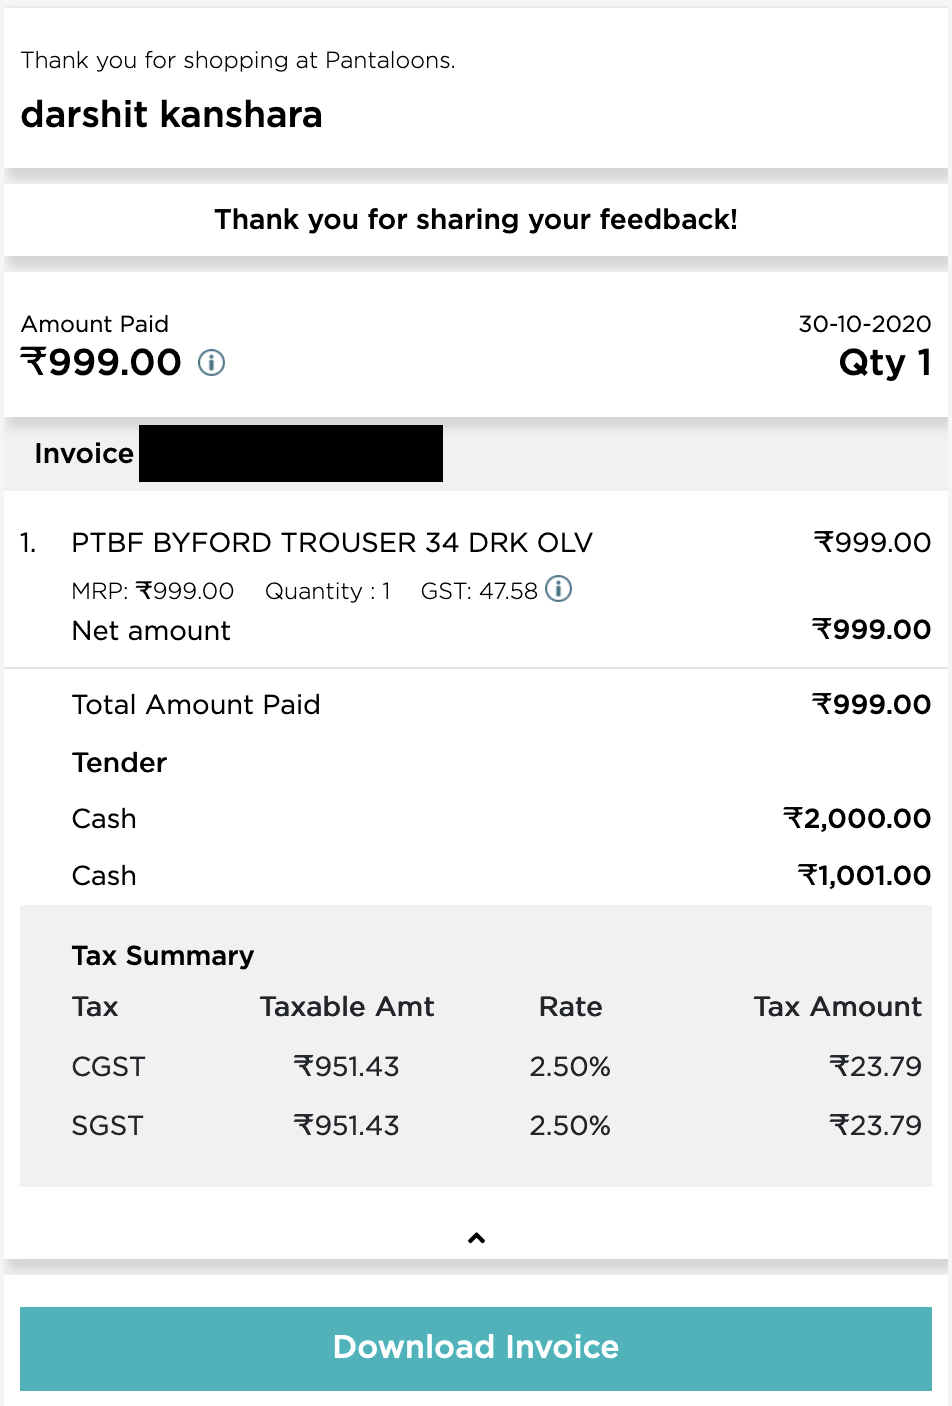 Thank you for shopping at Pantaloons.
darshit kanshara
Thank you for sharing your feedback!
Amount Paid 30-10-2020
₹999.00 Qty 1
Invoice
1. PTBF BYFORD TROUSER 34 DRK OLV ₹999.00
MRP: ₹999.00 Quantity : 1 GST: 47.58
Net amount ₹999.00
Total Amount Paid ₹999.00
Tender
Cash ₹2,000.00
Cash ₹1,001.00
Tax Summary
Tax Taxable Amt Rate Tax Amount
CGST ₹951.43 2.50% ₹23.79
SGST ₹951.43 2.50% ₹23.79
Download Invoice